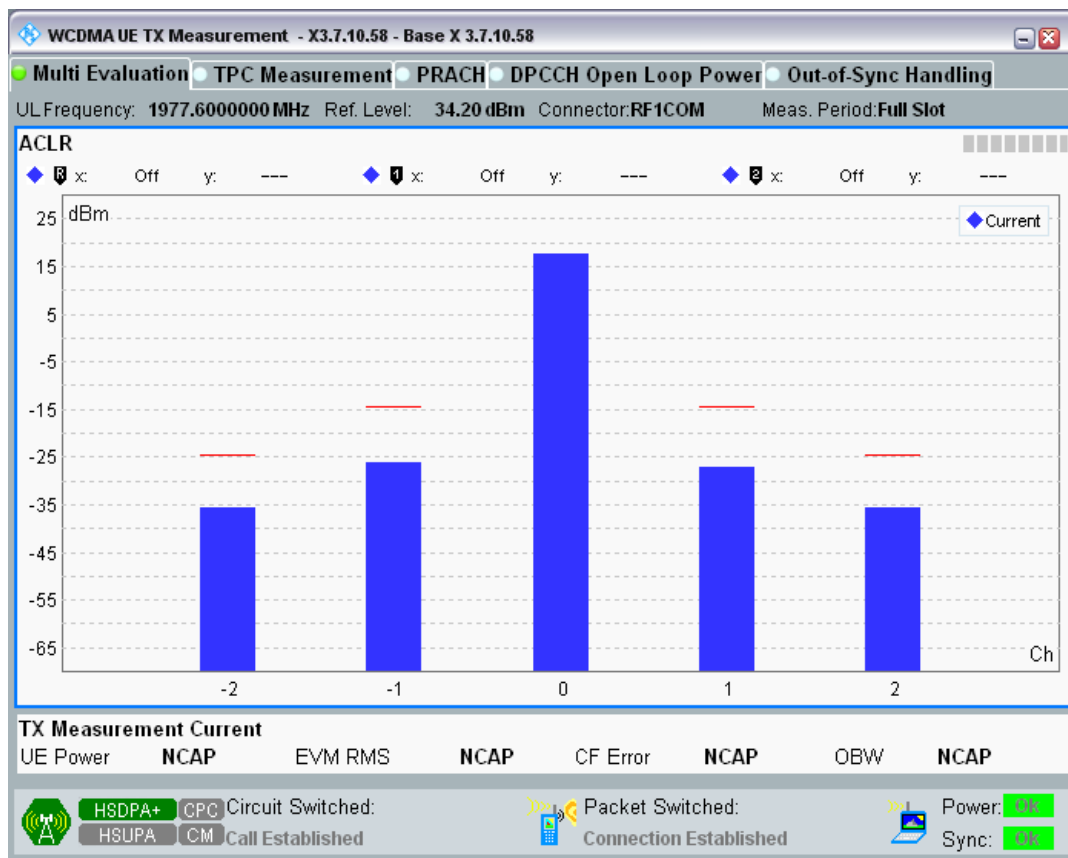 WCDMA UE TX Measurement - X3.7.10.58 - Base X 3.7.10.58
Multi Evaluation TPC Measurement PRACH DPCCH Open Loop Power Out-of-Sync Handling
UL Frequency: 1977.6000000 MHz Ref. Level: 34.20 dBm Connector:RF1COM Meas. Period:Full Slot
ACLR
R x: Off y: --- 1 x: Off y: --- 2 x: Off y: ---
dBm
Current
25
15
5
-5
-15
-25
-35
-45
-55
-65
Ch
-2 -1 0 1 2
TX Measurement Current
UE Power NCAP EVM RMS NCAP CF Error NCAP OBW NCAP
HSDPA+ CPC Circuit Switched: Packet Switched: Power: OK
HSUPA CM Call Established Connection Established Sync: OK